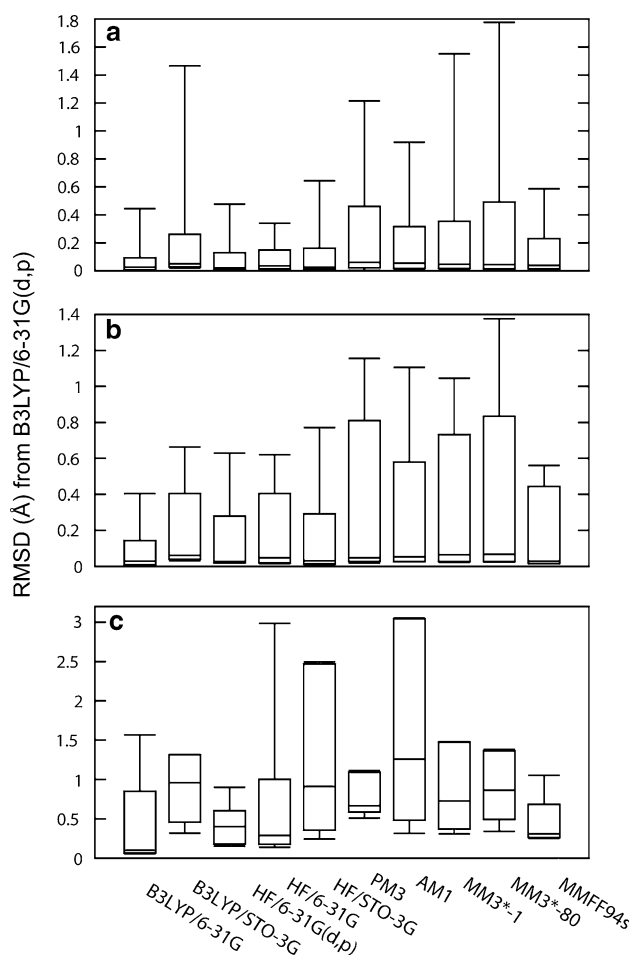 RMSD (Å) from B3LYP/6-31G(d,p)
a
1.8
1.6
1.4
1.2
1
0.8
0.6
0.4
0.2
0
b
1.4
1.2
1
0.8
0.6
0.4
0.2
0
c
3
2.5
2
1.5
1
0.5
0
B3LYP/6-31G
B3LYP/STO-3G
HF/6-31G(d,p)
HF/6-31G
HF/STO-3G
PM3
AM1
MM3*-1
MM3*-80
MMFF94s